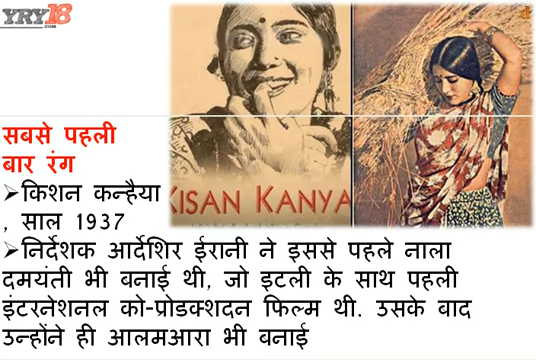 YRY18
.COM
KISAN KANYA
सबसे पहली
बार रंग
➢किशन कन्हैया
, साल 1937
➢निर्देशक आर्देशिर ईरानी ने इससे पहले नाला
दमयंती भी बनाई थी, जो इटली के साथ पहली
इंटरनेशनल को-प्रोडक्शदन फिल्म थी. उसके बाद
उन्होंने ही आलमआरा भी बनाई